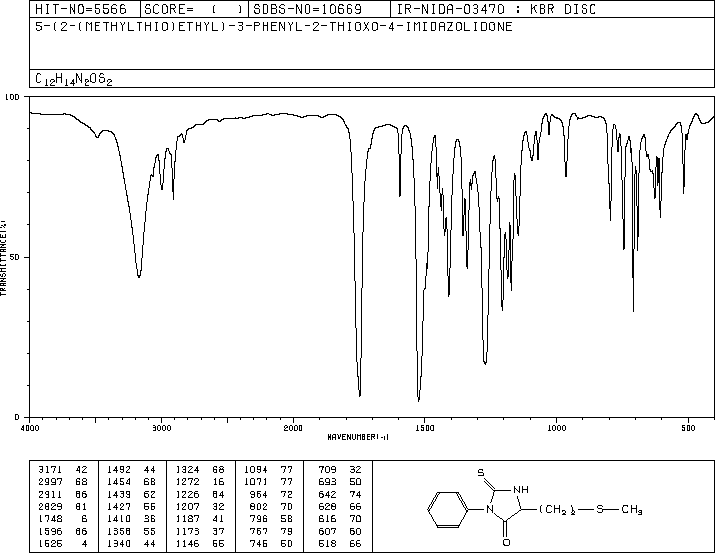 HIT-NO=5566 SCORE= ( ) SDBS-NO=10669 IR-NIDA-03470 : KBR DISC
5-(2-(METHYLTHIO)ETHYL)-3-PHENYL-2-THIOXO-4-IMIDAZOLIDONE
C12H14N2OS2
100
50
0
TRANSMITTANCE(%)
4000 3000 2000 1500 1000 500
WAVENUMBER(-1)
3171 42 1492 44 1324 68 1094 77 709 32
2997 68 1454 68 1272 16 1071 77 693 50
2911 66 1439 62 1226 64 964 72 642 74
2829 81 1427 55 1207 32 802 70 628 66
1748 6 1410 36 1187 41 796 58 616 70
1596 66 1358 55 1173 37 767 79 607 60
1526 4 1340 44 1146 55 746 50 518 66
S
NH
N
O
(CH2)2 S CH3